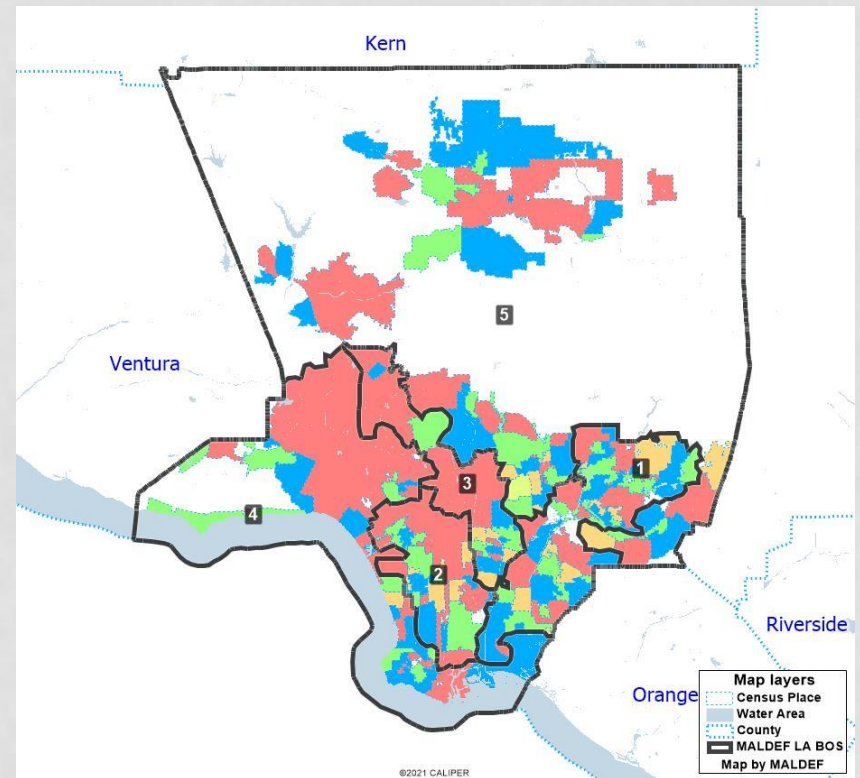 Kern
5
Ventura
1
3
4
2
Riverside
Orange
Map layers
Census Place
Water Area
County
MALDEF LA BOS
Map by MALDEF
©2021 CALIPER